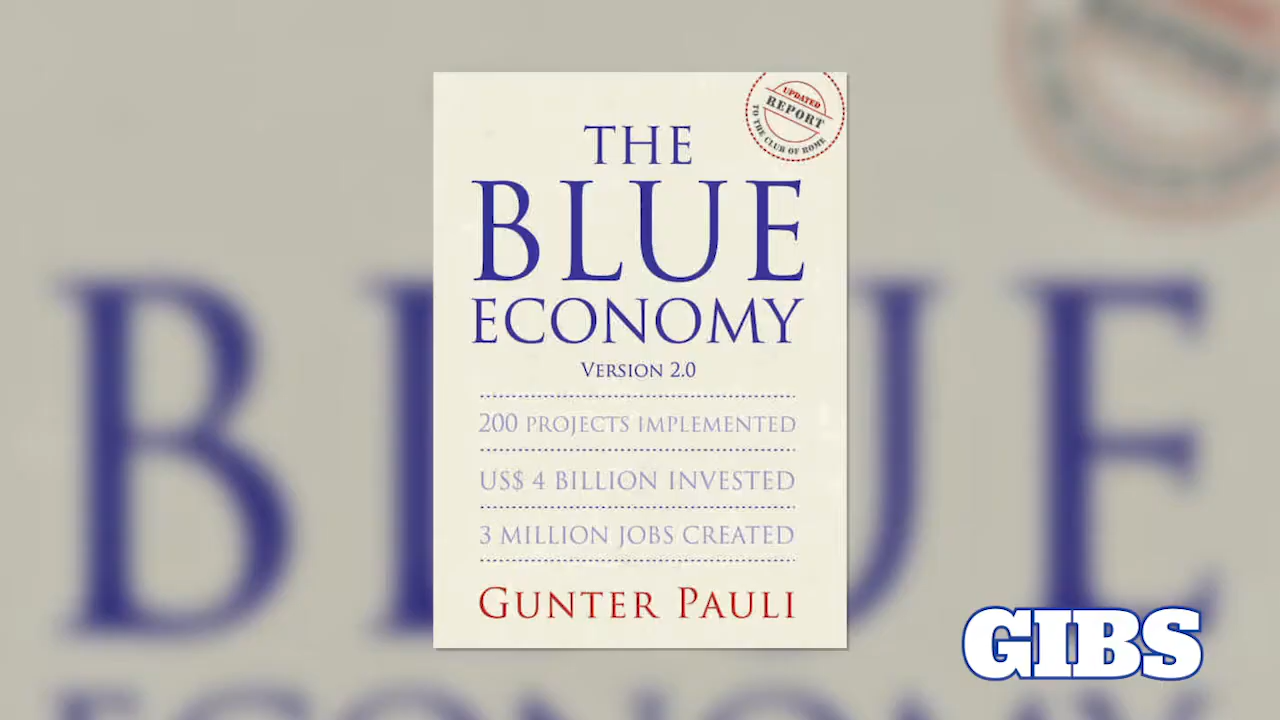 UPDATED
REPORT
TO THE CLUB OF ROME
THE
BLUE
ECONOMY
VERSION 2.0
200 PROJECTS IMPLEMENTED
US$ 4 BILLION INVESTED
3 MILLION JOBS CREATED
GUNTER PAULI
GIBS